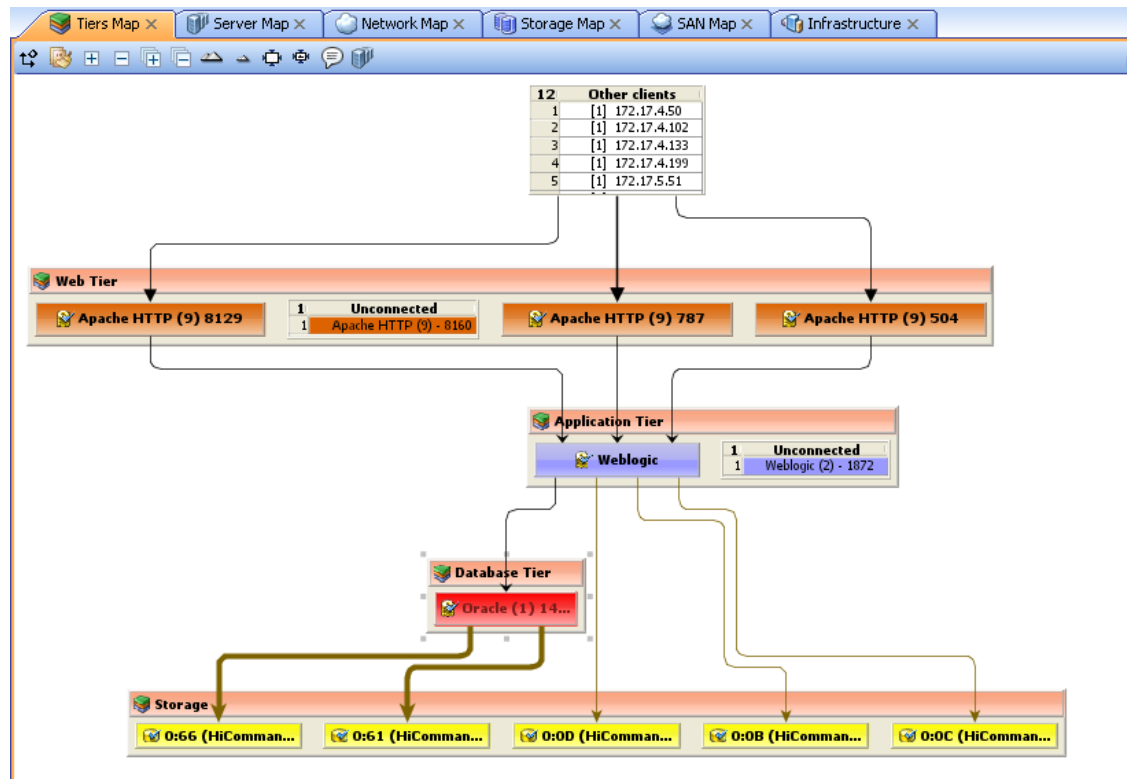 Tiers Map Server Map Network Map Storage Map SAN Map Infrastructure
12 Other clients
1 [1] 172.17.4.50
2 [1] 172.17.4.102
3 [1] 172.17.4.133
4 [1] 172.17.4.199
5 [1] 172.17.5.51
Web Tier
Apache HTTP (9) 8129
1 Unconnected
1 Apache HTTP (9) - 8160
Apache HTTP (9) 787
Apache HTTP (9) 504
Application Tier
Weblogic
1 Unconnected
1 Weblogic (2) - 1872
Database Tier
Oracle (1) 14...
Storage
0:66 (HiComman...
0:61 (HiComman...
0:0D (HiComman...
0:0B (HiComman...
0:0C (HiComman...